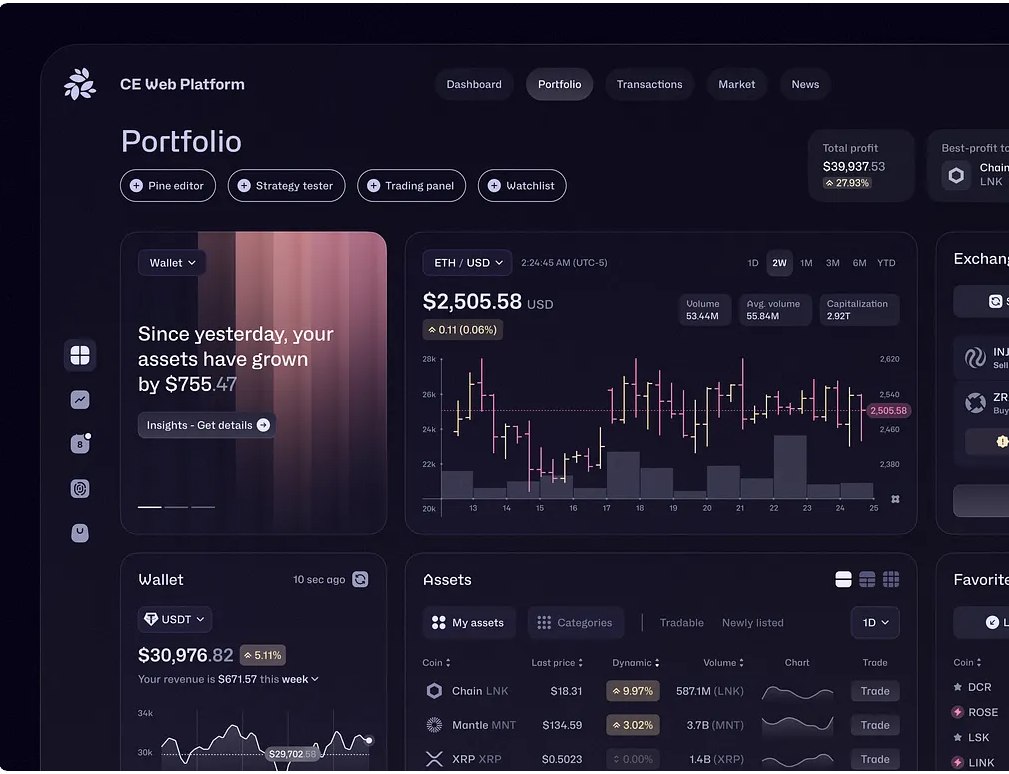 CE Web Platform
Dashboard
Portfolio
Transactions
Market
News
Portfolio
Pine editor
Strategy tester
Trading panel
Watchlist
Total profit
$39,937.53
27.93%
Best-profit to
Chain
LNK
Wallet
Since yesterday, your
assets have grown
by $755.47
Insights - Get details
ETH / USD
2:24:45 AM (UTC-5)
1D
2W
1M
3M
6M
YTD
$2,505.58 USD
0.11 (0.06%)
Volume
53.44M
Avg. volume
55.84M
Capitalization
2.92T
28k
26k
24k
22k
20k
2,620
2,540
2,505.58
2,460
2,380
13
14
15
16
17
18
19
20
21
22
23
24
25
Exchan
S
INJ
Sell
ZR
Buy
8
Wallet
10 sec ago
USDT
$30,976.82
5.11%
Your revenue is $671.57 this week
34k
30k
$29,702.58
Assets
My assets
Categories
Tradable
Newly listed
1D
Coin
Last price
Dynamic
Volume
Chart
Trade
Chain LNK
$18.31
9.97%
587.1M (LNK)
Trade
Mantle MNT
$134.59
3.02%
3.7B (MNT)
Trade
XRP XRP
$0.5023
0.00%
1.4B (XRP)
Trade
Favorite
L
Coin
DCR
ROSE
LSK
LINK